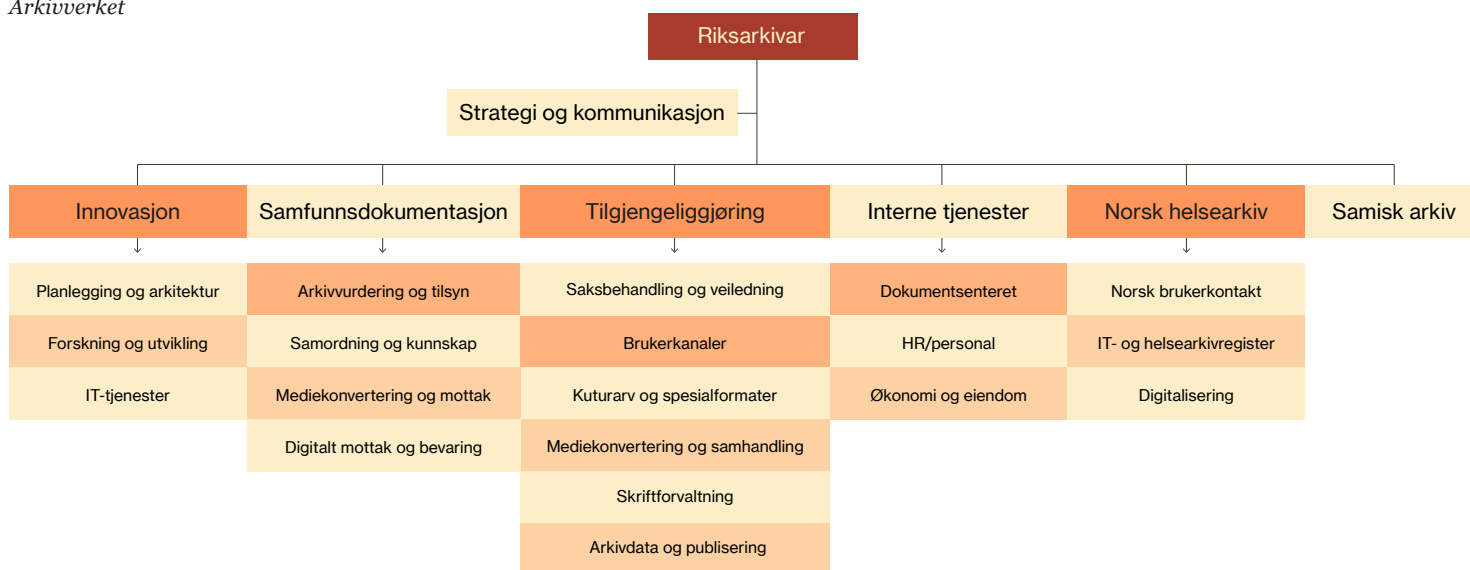 Arkivverket
Riksarkivar
Strategi og kommunikasjon
Innovasjon
Samfunnsdokumentasjon
Tilgjengeliggjøring
Interne tjenester
Norsk helsearkiv
Samisk arkiv
Planlegging og arkitektur
Forskning og utvikling
IT-tjenester
Arkivvurdering og tilsyn
Samordning og kunnskap
Mediekonvertering og mottak
Digitalt mottak og bevaring
Saksbehandling og veiledning
Brukerkanaler
Kuturarv og spesialformater
Mediekonvertering og samhandling
Skriftforvaltning
Arkivdata og publisering
Dokumentsenteret
HR/personal
Økonomi og eiendom
Norsk brukerkontakt
IT- og helsearkivregister
Digitalisering